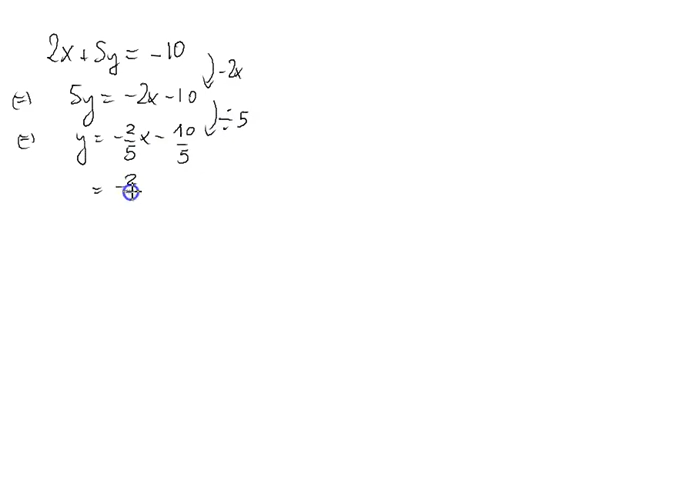 2x + 5y = -10
-2x
⇔ 5y = -2x - 10
÷5
⇔ y = -2/5 x - 10/5
= -2